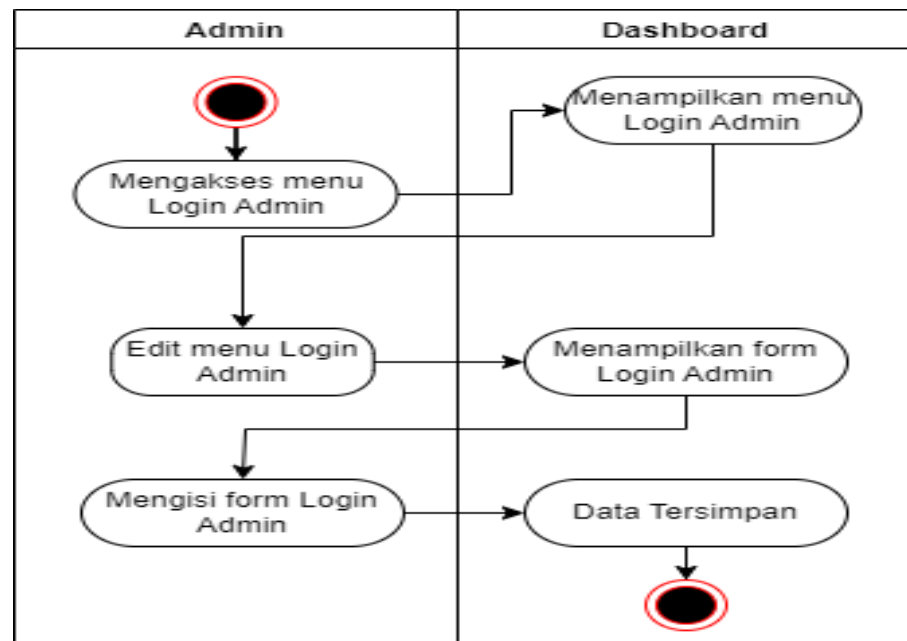 Admin
Dashboard
Menampilkan menu
Login Admin
Mengakses menu
Login Admin
Edit menu Login
Admin
Menampilkan form
Login Admin
Mengisi form Login
Admin
Data Tersimpan